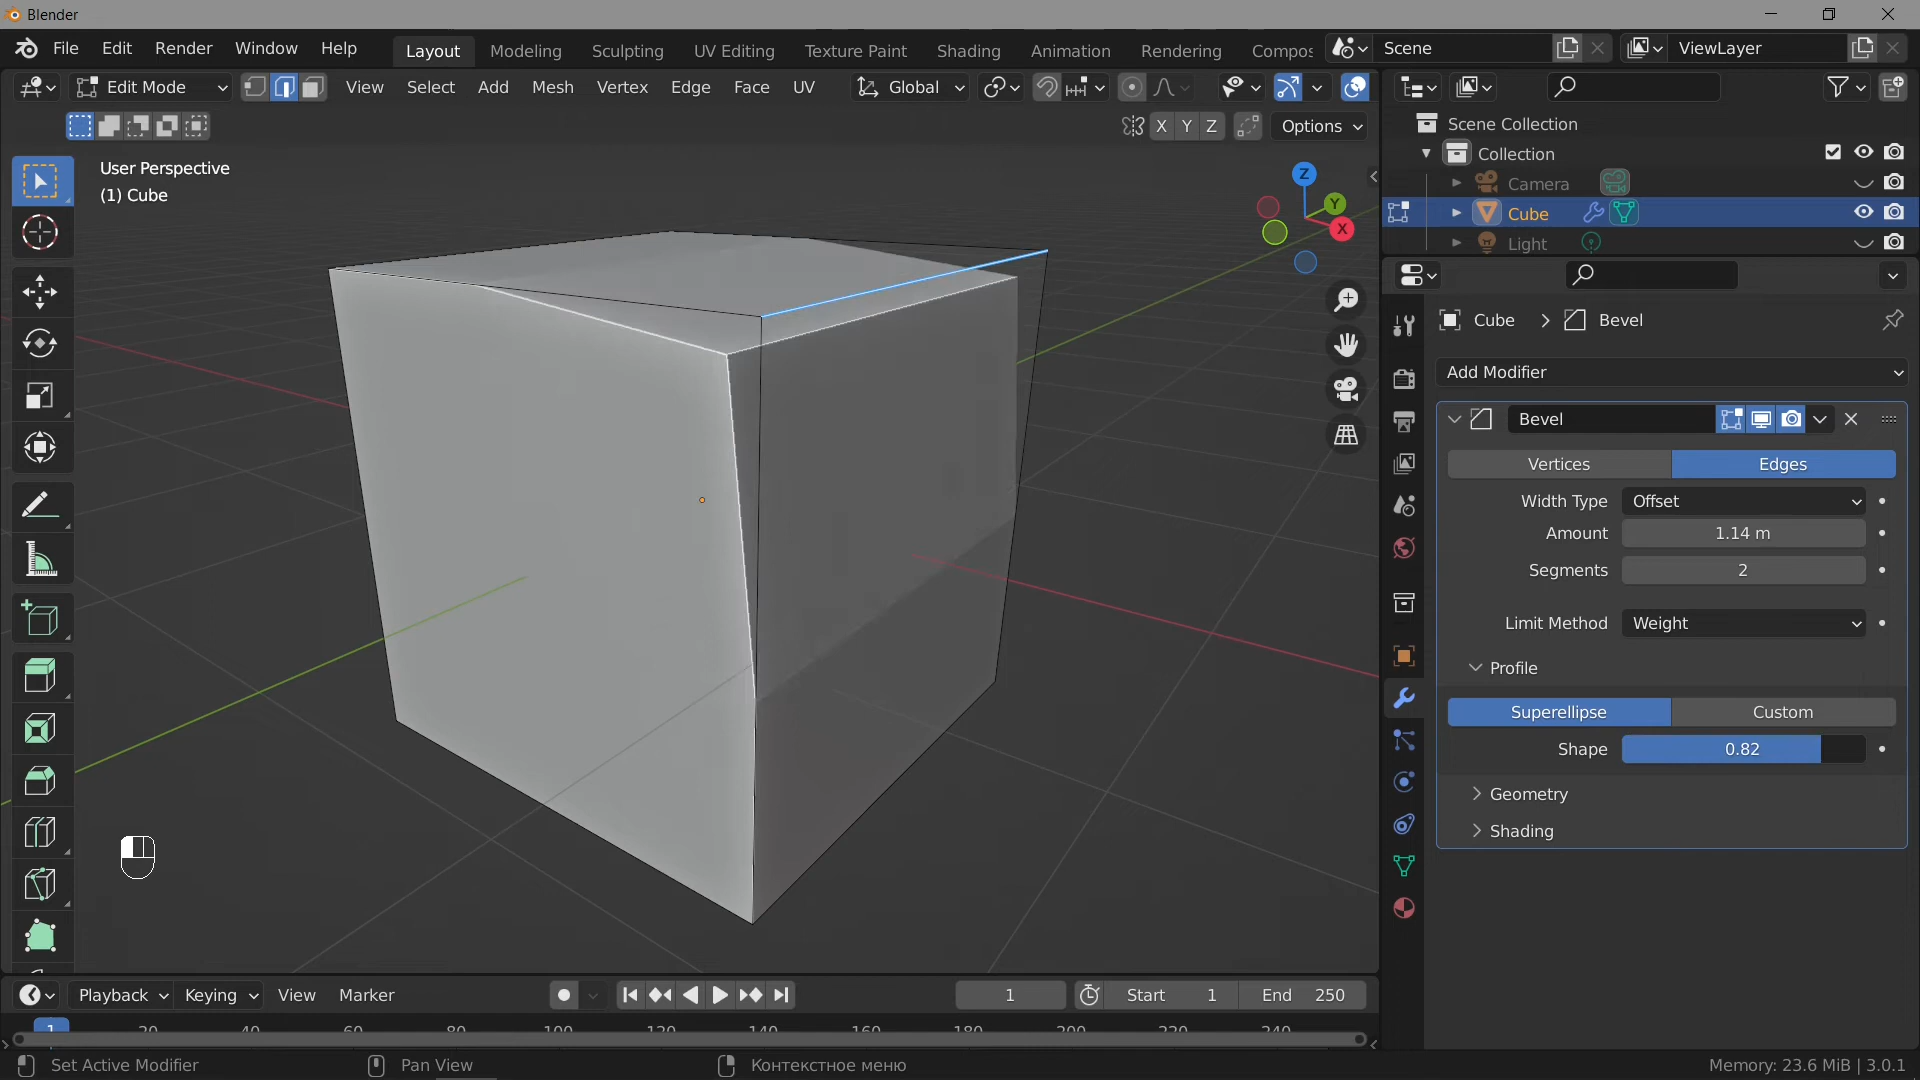 Blender
File Edit Render Window Help Layout Modeling Sculpting UV Editing Texture Paint Shading Animation Rendering Compos Scene ViewLayer
Edit Mode View Select Add Mesh Vertex Edge Face UV Global
X Y Z Options
User Perspective
(1) Cube
Z
Y
X
Scene Collection
Collection
Camera
Cube
Light
Cube > Bevel
Add Modifier
Bevel
Vertices Edges
Width Type Offset
Amount 1.14 m
Segments 2
Limit Method Weight
Profile
Superellipse Custom
Shape 0.82
Geometry
Shading
Playback Keying View Marker 1 Start 1 End 250
1 20 40 60 80 100 120 140 160 180 200 220 240
Set Active Modifier Pan View Контекстное меню Memory: 23.6 MiB | 3.0.1